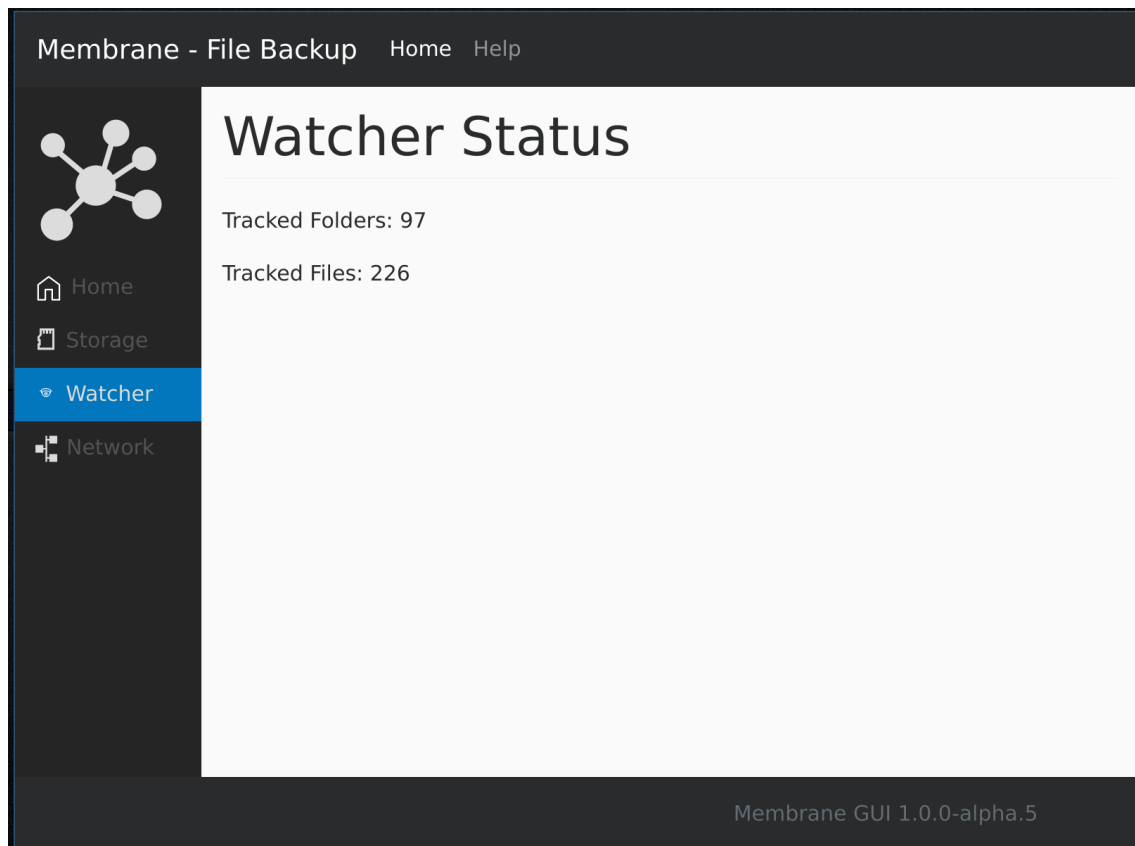 Membrane - File Backup Home Help
Watcher Status
Tracked Folders: 97
Tracked Files: 226
Home
Storage
Watcher
Network
Membrane GUI 1.0.0-alpha.5